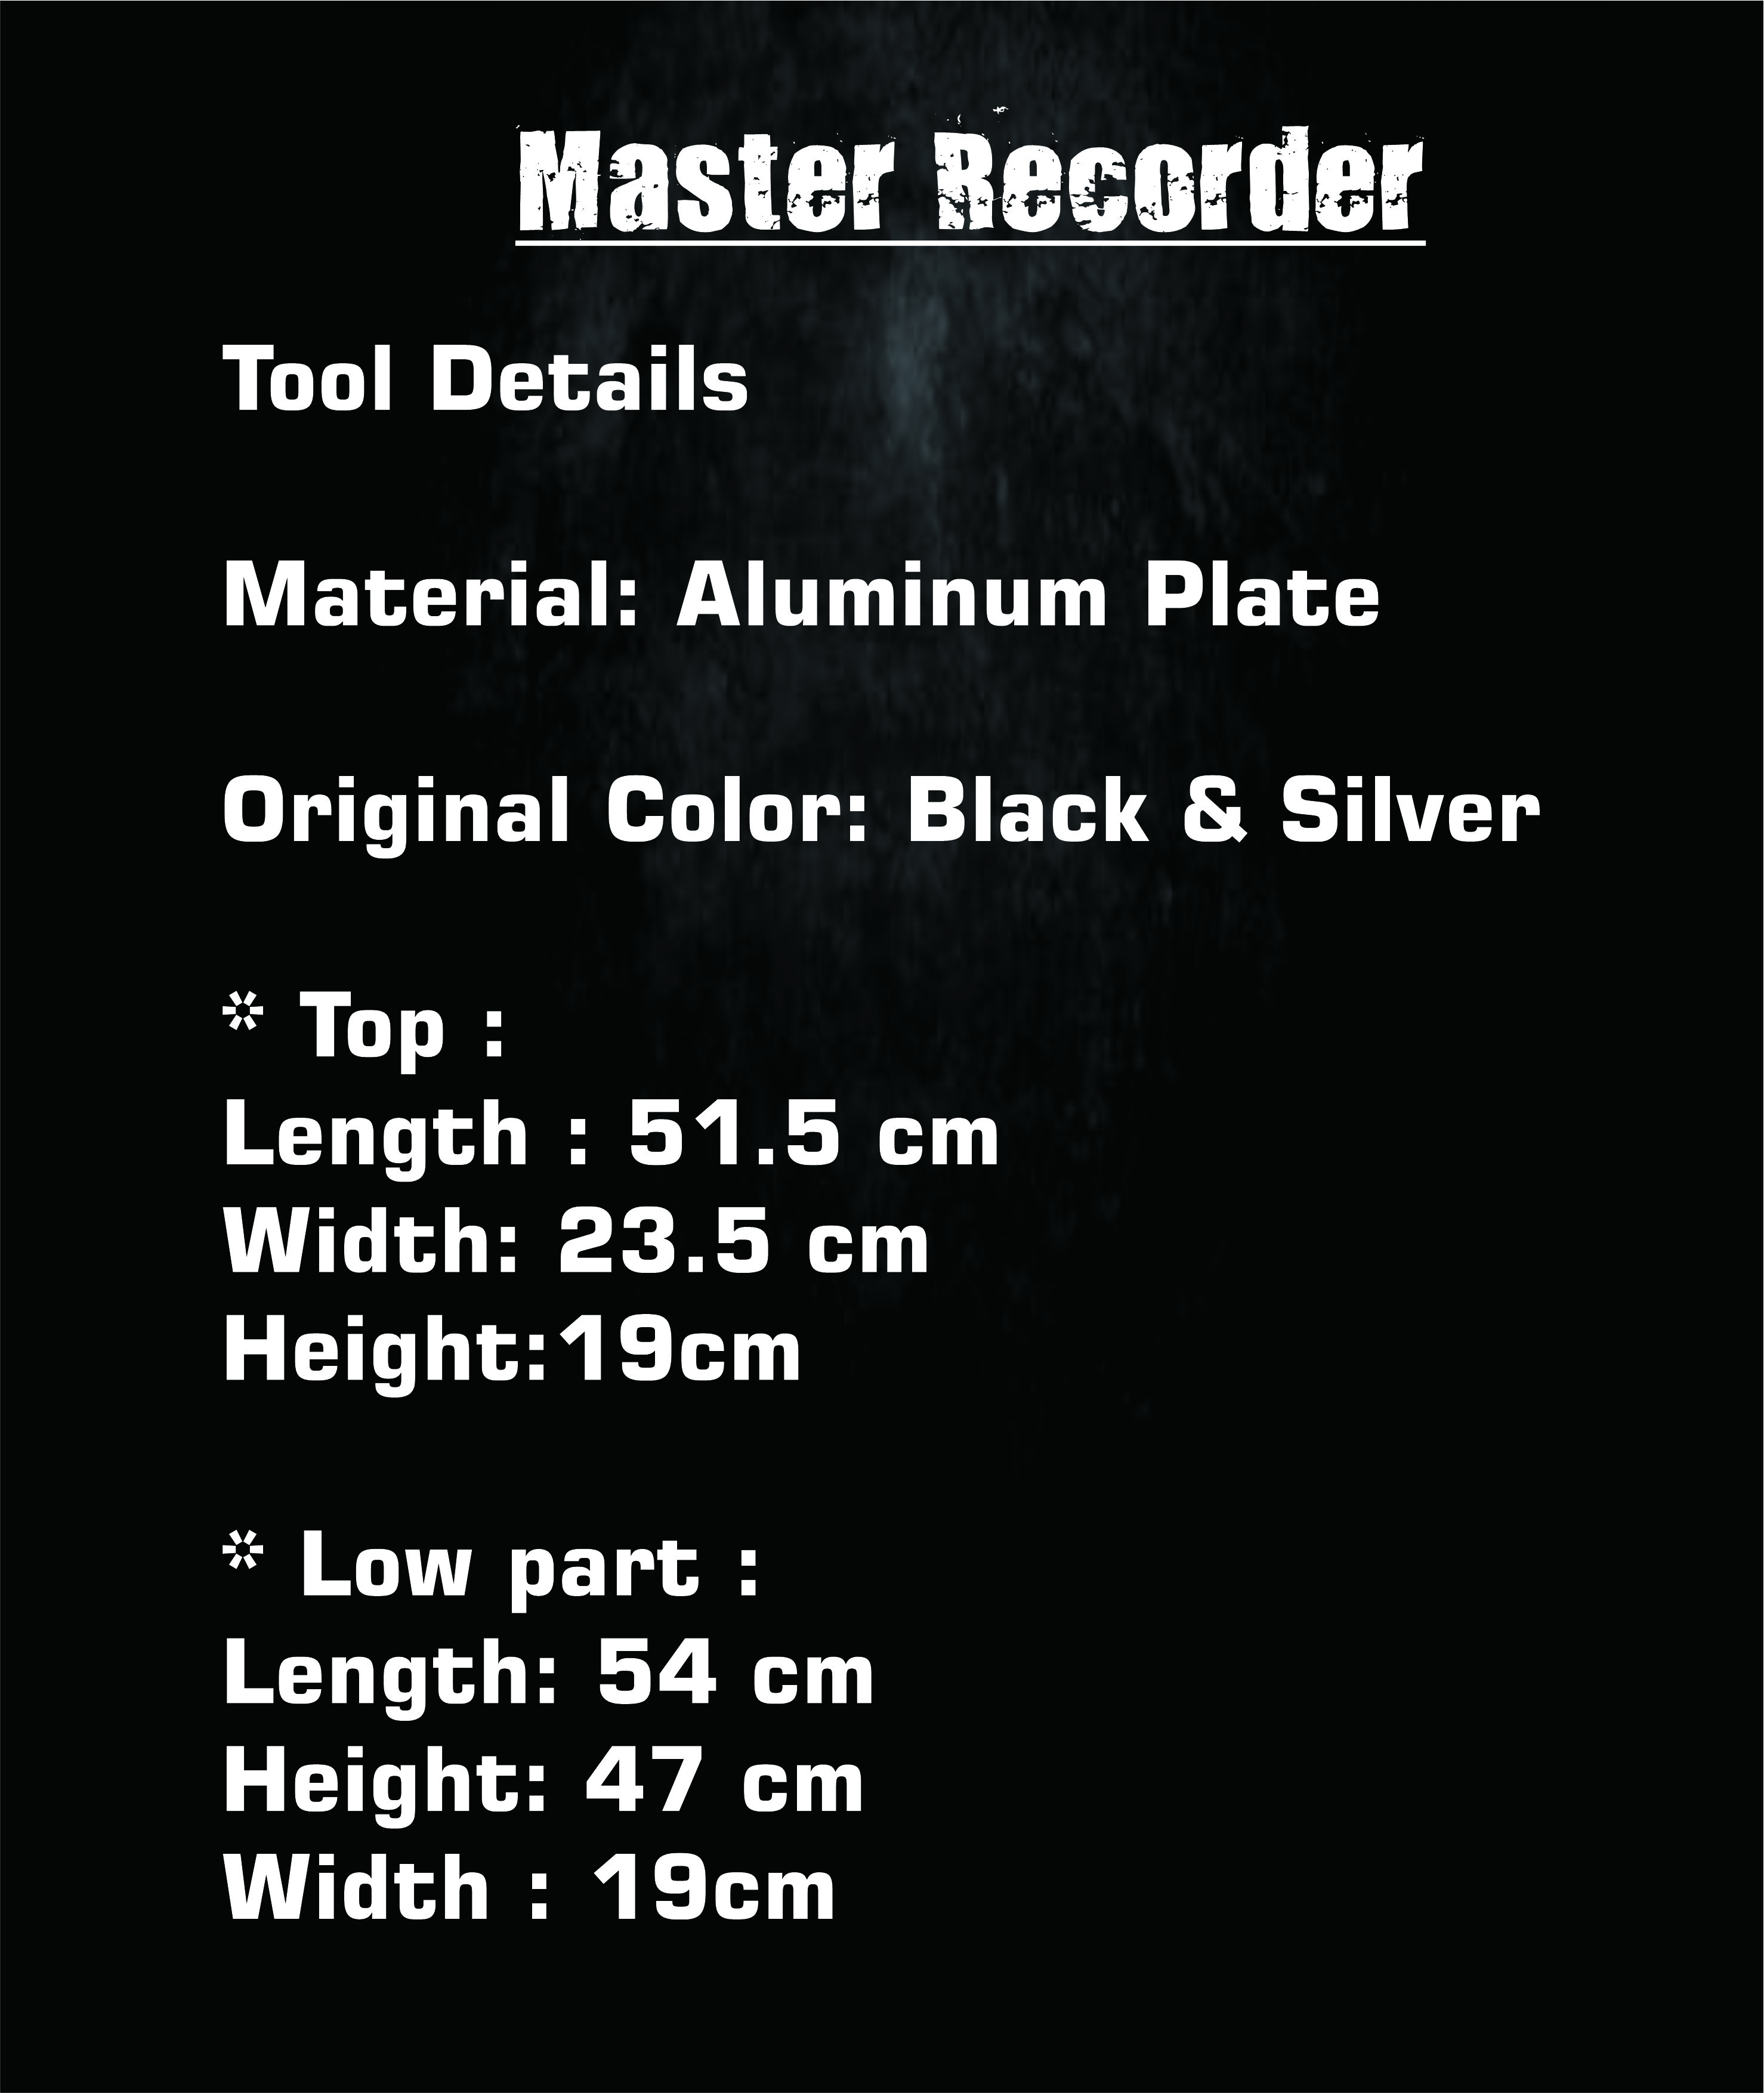 Master Recorder
Tool Details
Material: Aluminum Plate
Original Color: Black & Silver
* Top :
Length : 51.5 cm
Width: 23.5 cm
Height:19cm
* Low part :
Length: 54 cm
Height: 47 cm
Width : 19cm